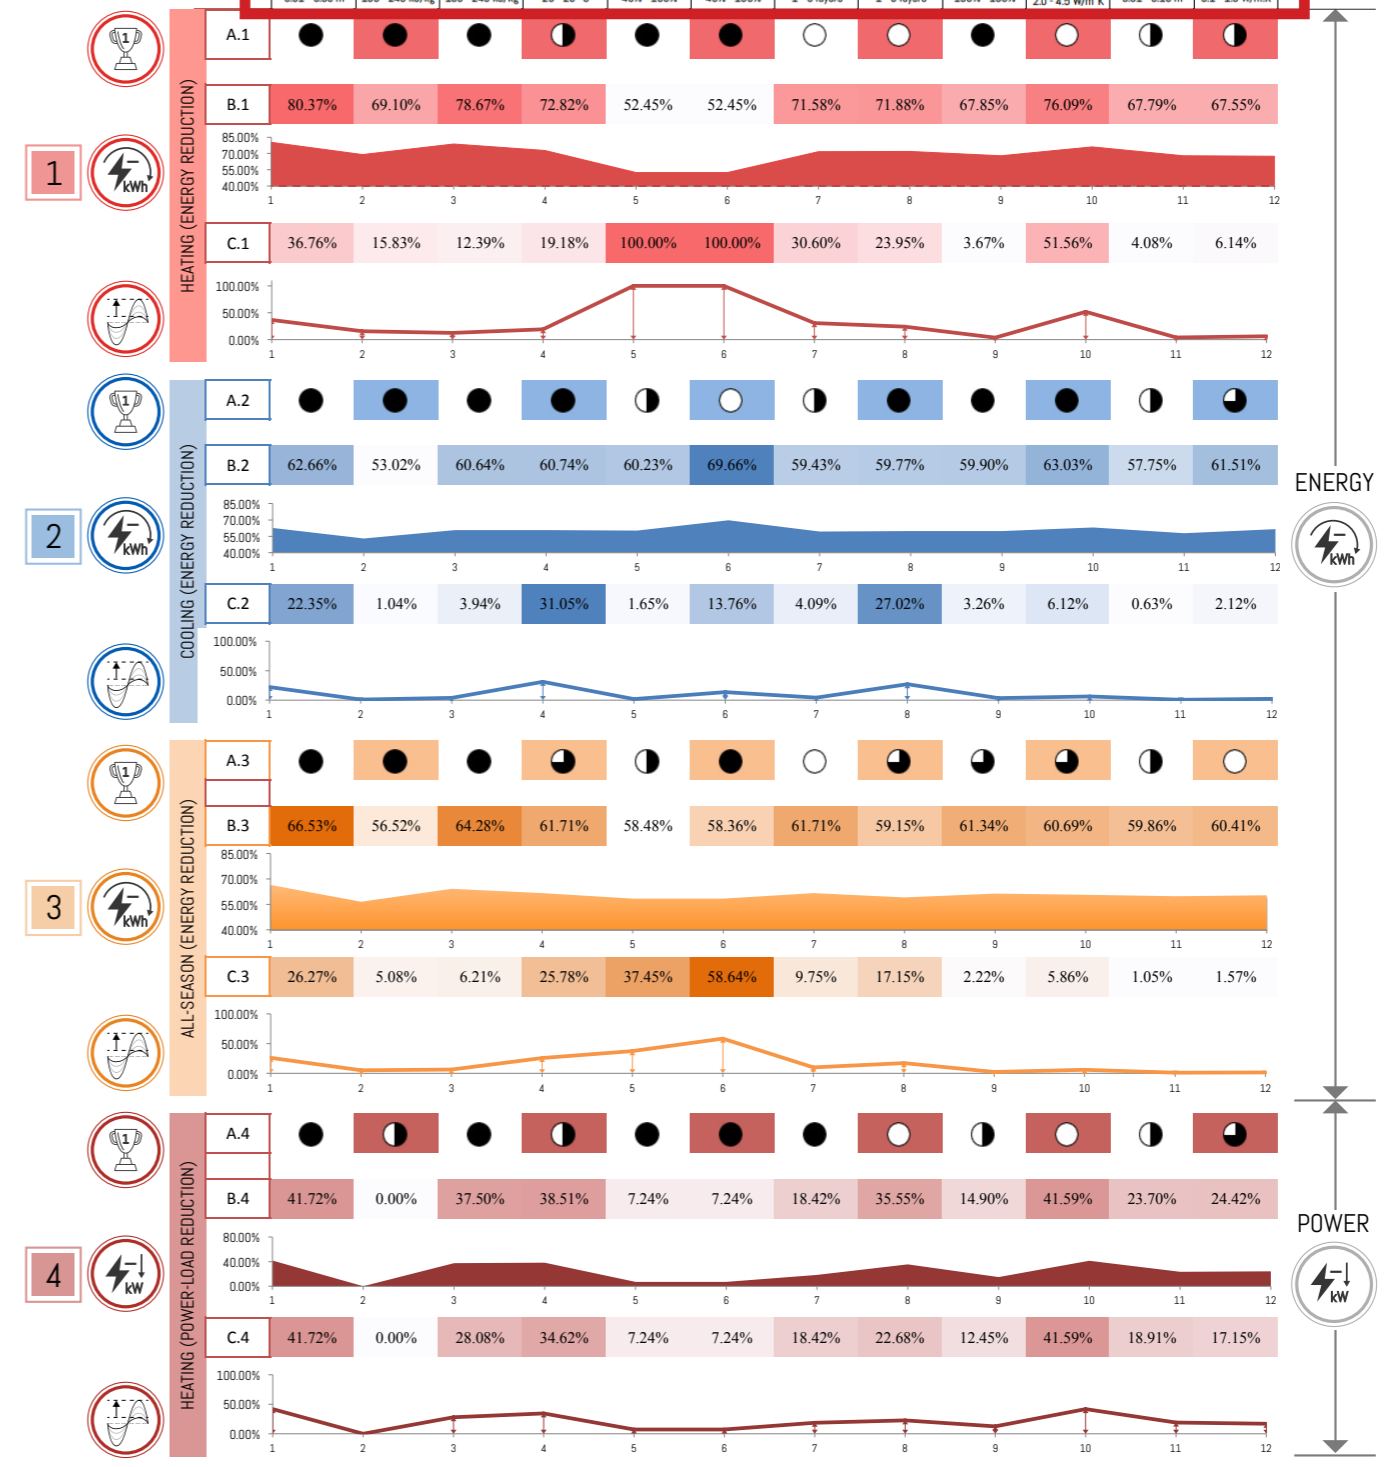 A.1
B.1 80.37% 69.10% 78.67% 72.82% 52.45% 52.45% 71.58% 71.88% 67.85% 76.09% 67.79% 67.55%
85.00%
70.00%
55.00%
40.00%
1 2 3 4 5 6 7 8 9 10 11 12
C.1 36.76% 15.83% 12.39% 19.18% 100.00% 100.00% 30.60% 23.95% 3.67% 51.56% 4.08% 6.14%
100.00%
50.00%
0.00%
1 2 3 4 5 6 7 8 9 10 11 12
1
kWh
HEATING (ENERGY REDUCTION)
1
A.2
B.2 62.66% 53.02% 60.64% 60.74% 60.23% 69.66% 59.43% 59.77% 59.90% 63.03% 57.75% 61.51%
85.00%
70.00%
55.00%
40.00%
1 2 3 4 5 6 7 8 9 10 11 12
C.2 22.35% 1.04% 3.94% 31.05% 1.65% 13.76% 4.09% 27.02% 3.26% 6.12% 0.63% 2.12%
100.00%
50.00%
0.00%
1 2 3 4 5 6 7 8 9 10 11 12
1
2
kWh
COOLING (ENERGY REDUCTION)
ENERGY
kWh
A.3
B.3 66.53% 56.52% 64.28% 61.71% 58.48% 58.36% 61.71% 59.15% 61.34% 60.69% 59.86% 60.41%
85.00%
70.00%
55.00%
40.00%
1 2 3 4 5 6 7 8 9 10 11 12
C.3 26.27% 5.08% 6.21% 25.78% 37.45% 58.64% 9.75% 17.15% 2.22% 5.86% 1.05% 1.57%
100.00%
50.00%
0.00%
1 2 3 4 5 6 7 8 9 10 11 12
1
3
kWh
ALL-SEASON (ENERGY REDUCTION)
A.4
B.4 41.72% 0.00% 37.50% 38.51% 7.24% 7.24% 18.42% 35.55% 14.90% 41.59% 23.70% 24.42%
80.00%
40.00%
0.00%
1 2 3 4 5 6 7 8 9 10 11 12
C.4 41.72% 0.00% 28.08% 34.62% 7.24% 7.24% 18.42% 22.68% 12.45% 41.59% 18.91% 17.15%
100.00%
50.00%
0.00%
1 2 3 4 5 6 7 8 9 10 11 12
1
4
kW
HEATING (POWER-LOAD REDUCTION)
POWER
kW